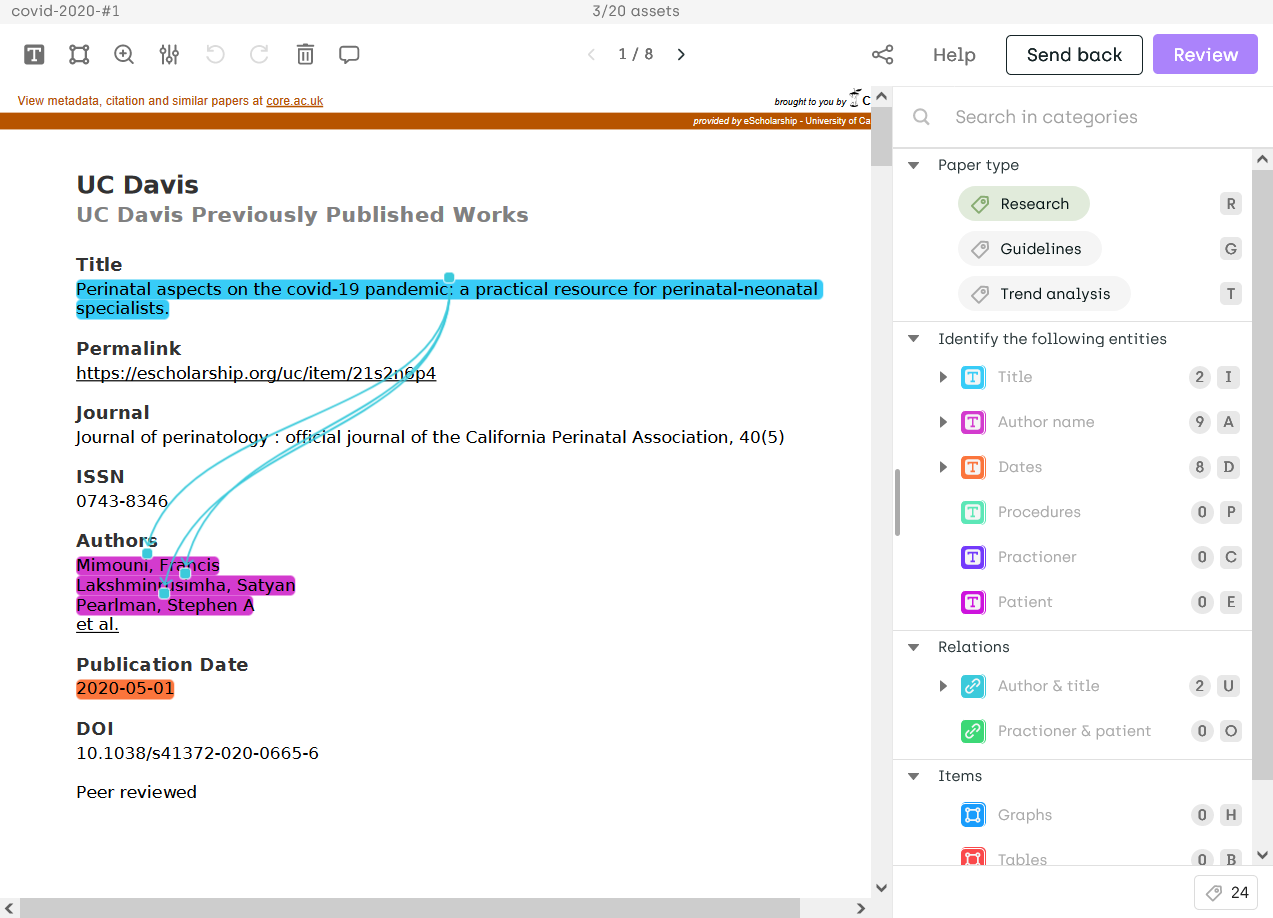 covid-2020-#1
3/20 assets
T
1 / 8
Help
Send back
Review
View metadata, citation and similar papers at core.ac.uk
brought to you by C
provided by eScholarship - University of Ca
UC Davis
UC Davis Previously Published Works
Title
Perinatal aspects on the covid-19 pandemic: a practical resource for perinatal-neonatal
specialists.
Permalink
https://escholarship.org/uc/item/21s2n6p4
Journal
Journal of perinatology : official journal of the California Perinatal Association, 40(5)
ISSN
0743-8346
Authors
Mimouni, Francis
Lakshminrusimha, Satyan
Pearlman, Stephen A
et al.
Publication Date
2020-05-01
DOI
10.1038/s41372-020-0665-6
Peer reviewed
Search in categories
Paper type
Research R
Guidelines G
Trend analysis T
Identify the following entities
T Title 2 I
T Author name 9 A
T Dates 8 D
T Procedures 0 P
T Practioner 0 C
T Patient 0 E
Relations
Author & title 2 U
Practioner & patient 0 O
Items
Graphs 0 H
Tables 0 B
24